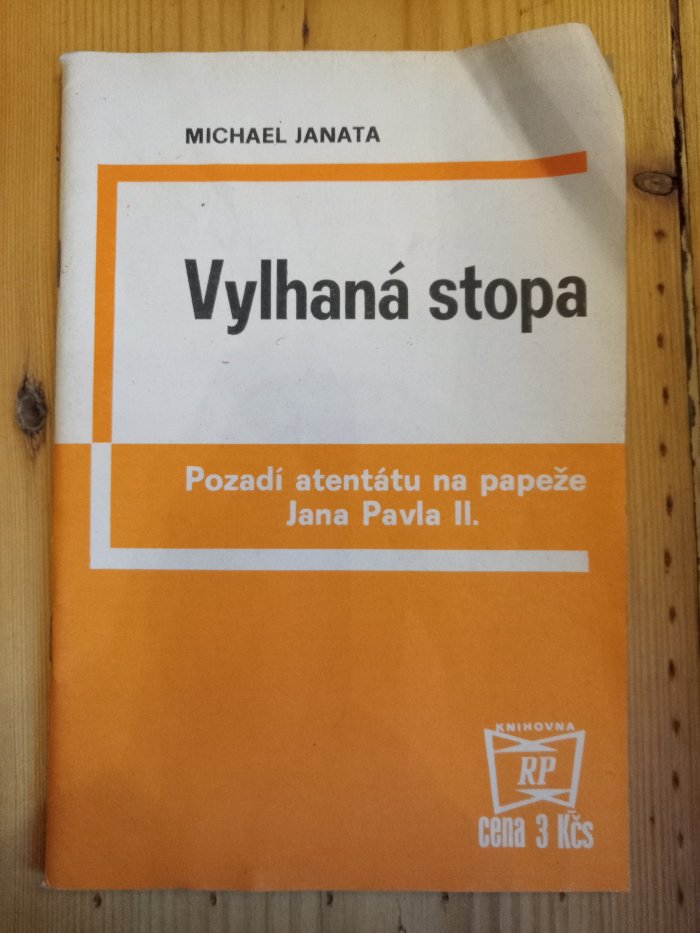 MICHAEL JANATA
Vylhaná stopa
Pozadí atentátu na papeže
Jana Pavla II.
KNIHOVNA
RP
cena 3 Kčs